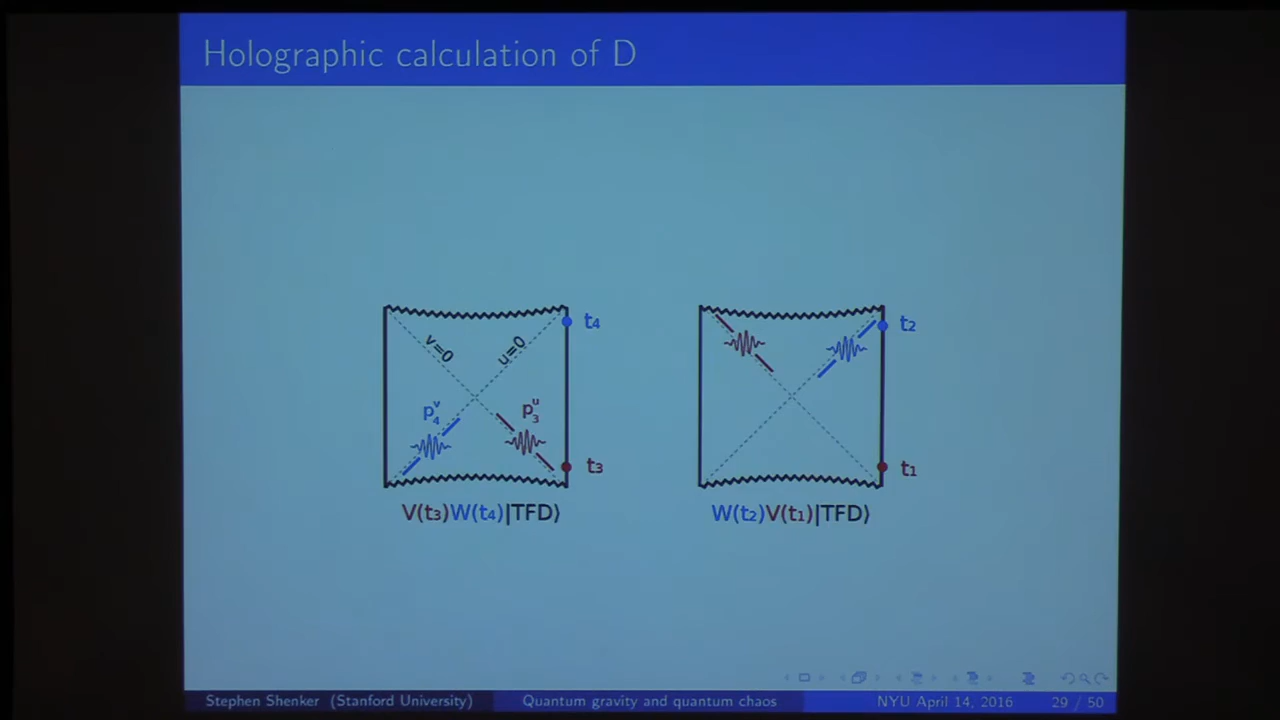 Holographic calculation of D
v=0
u=0
t₄
p₄ᵛ
p₃ᵘ
t₃
V(t₃)W(t₄)|TFD⟩
t₂
t₁
W(t₂)V(t₁)|TFD⟩
Stephen Shenker (Stanford University)
Quantum gravity and quantum chaos
NYU April 14, 2016
29 / 50